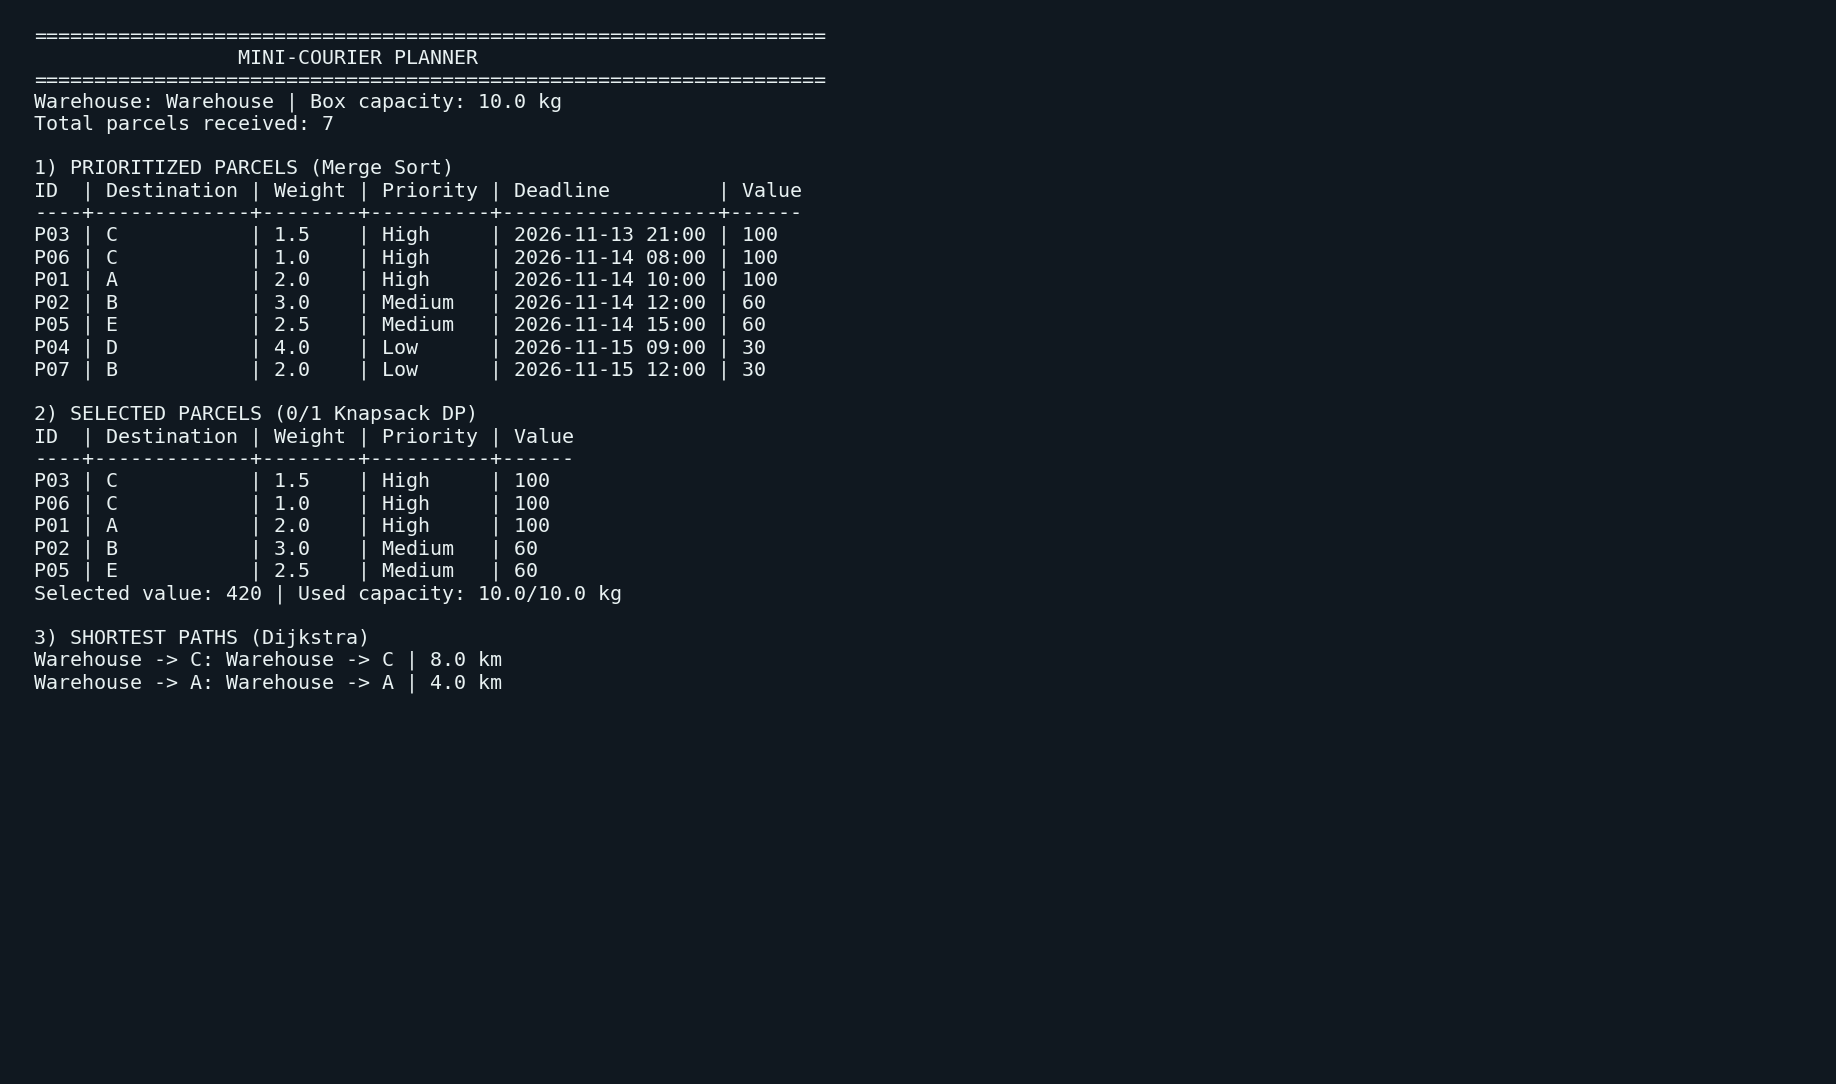 ==================================================================
                 MINI-COURIER PLANNER
==================================================================
Warehouse: Warehouse | Box capacity: 10.0 kg
Total parcels received: 7

1) PRIORITIZED PARCELS (Merge Sort)
ID  | Destination | Weight | Priority | Deadline         | Value
----+-------------+--------+----------+------------------+------
P03 | C           | 1.5    | High     | 2026-11-13 21:00 | 100
P06 | C           | 1.0    | High     | 2026-11-14 08:00 | 100
P01 | A           | 2.0    | High     | 2026-11-14 10:00 | 100
P02 | B           | 3.0    | Medium   | 2026-11-14 12:00 | 60
P05 | E           | 2.5    | Medium   | 2026-11-14 15:00 | 60
P04 | D           | 4.0    | Low      | 2026-11-15 09:00 | 30
P07 | B           | 2.0    | Low      | 2026-11-15 12:00 | 30

2) SELECTED PARCELS (0/1 Knapsack DP)
ID  | Destination | Weight | Priority | Value
----+-------------+--------+----------+------
P03 | C           | 1.5    | High     | 100
P06 | C           | 1.0    | High     | 100
P01 | A           | 2.0    | High     | 100
P02 | B           | 3.0    | Medium   | 60
P05 | E           | 2.5    | Medium   | 60
Selected value: 420 | Used capacity: 10.0/10.0 kg

3) SHORTEST PATHS (Dijkstra)
Warehouse -> C: Warehouse -> C | 8.0 km
Warehouse -> A: Warehouse -> A | 4.0 km